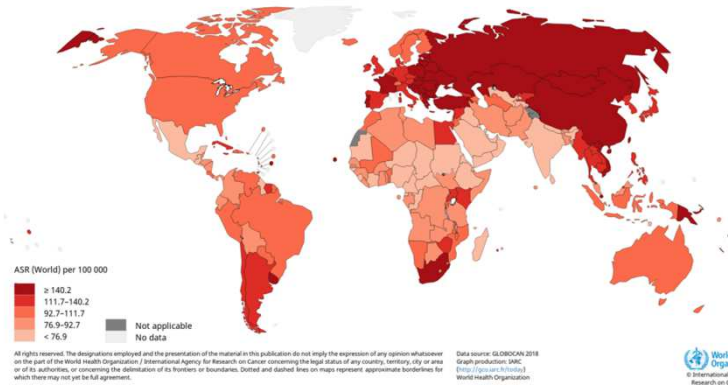 ASR (World) per 100 000
≥ 140.2
111.7–140.2
92.7–111.7
76.9–92.7
< 76.9
Not applicable
No data
All rights reserved. The designations employed and the presentation of the material in this publication do not imply the expression of any opinion whatsoever
on the part of the World Health Organization / International Agency for Research on Cancer concerning the legal status of any country, territory, city or area
or of its authorities, or concerning the delimitation of its frontiers or boundaries. Dotted and dashed lines on maps represent approximate borderlines for
which there may not yet be full agreement.
Data source: GLOBOCAN 2018
Graph production: IARC
(http://gco.iarc.fr/today)
World Health Organization
Worl
Orga
© International
Research on